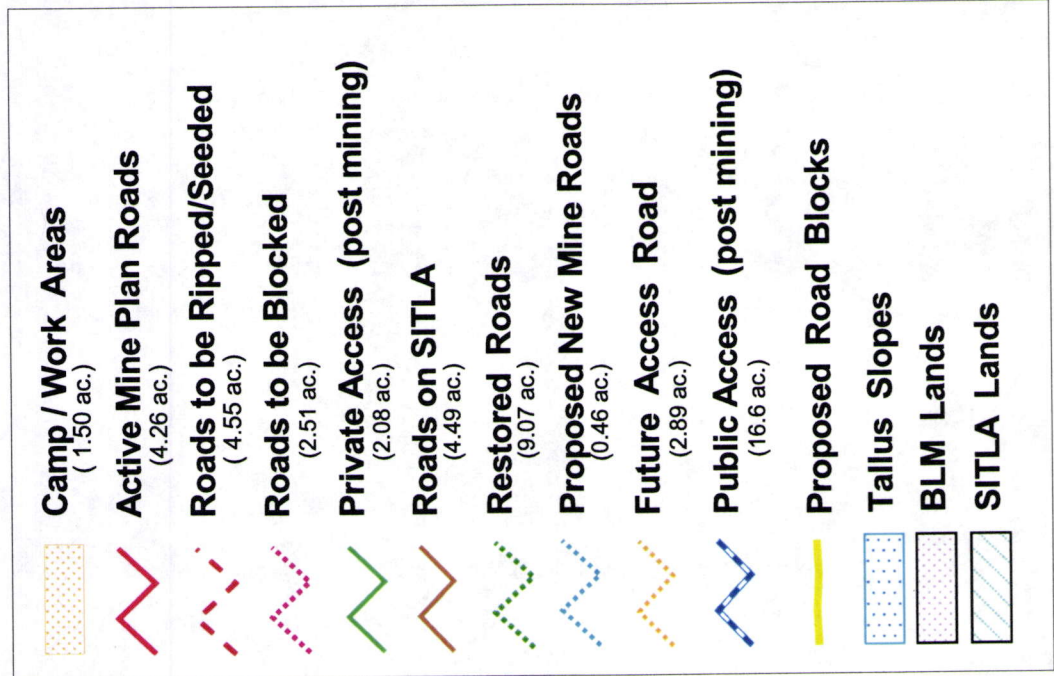 Camp / Work Areas
( 1.50 ac.)
Active Mine Plan Roads
(4.26 ac.)
Roads to be Ripped/Seeded
( 4.55 ac.)
Roads to be Blocked
(2.51 ac.)
Private Access (post mining)
(2.08 ac.)
Roads on SITLA
(4.49 ac.)
Restored Roads
(9.07 ac.)
Proposed New Mine Roads
(0.46 ac.)
Future Access Road
(2.89 ac.)
Public Access (post mining)
(16.6 ac.)
Proposed Road Blocks
Tallus Slopes
BLM Lands
SITLA Lands